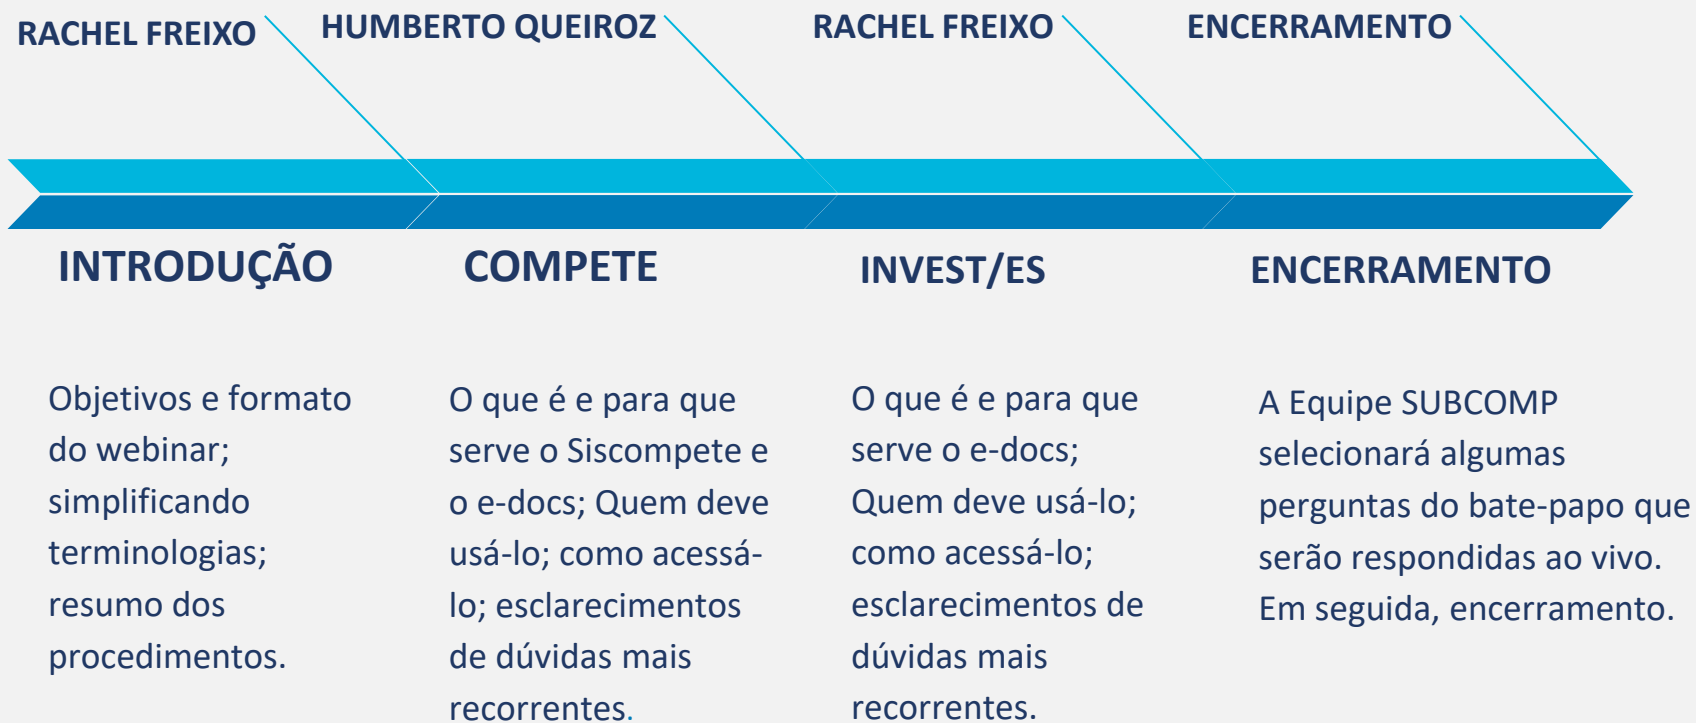 RACHEL FREIXO
HUMBERTO QUEIROZ
RACHEL FREIXO
ENCERRAMENTO
INTRODUÇÃO
Objetivos e formato
do webinar;
simplificando
terminologias;
resumo dos
procedimentos.
COMPETE
O que é e para que
serve o Siscompete e
o e-docs; Quem deve
usá-lo; como acessá-
lo; esclarecimentos
de dúvidas mais
recorrentes.
INVEST/ES
O que é e para que
serve o e-docs;
Quem deve usá-lo;
como acessá-lo;
esclarecimentos de
dúvidas mais
recorrentes.
ENCERRAMENTO
A Equipe SUBCOMP
selecionará algumas
perguntas do bate-papo que
serão respondidas ao vivo.
Em seguida, encerramento.